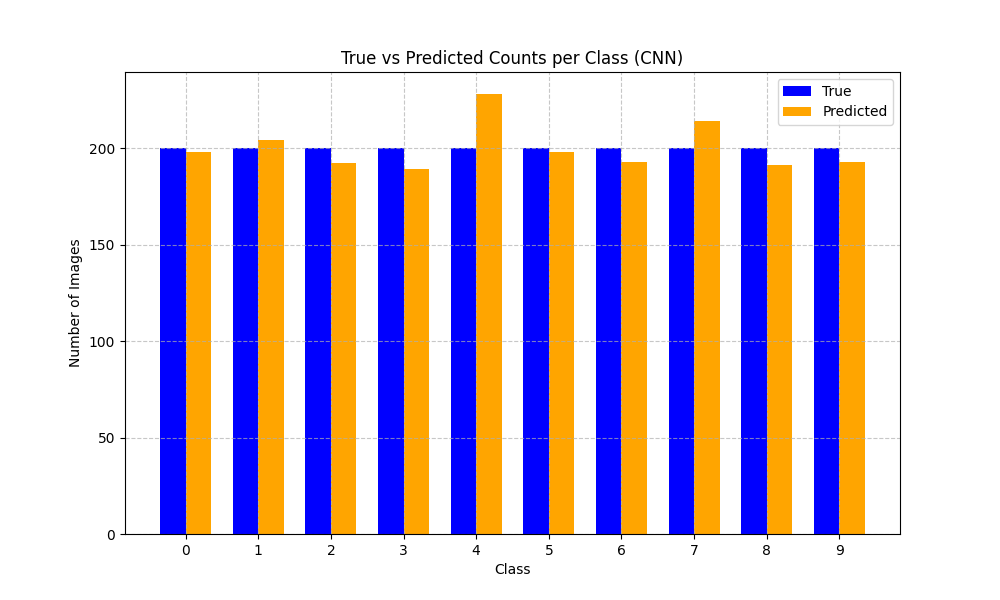 True vs Predicted Counts per Class (CNN)
True
Predicted
Number of Images
200
150
100
50
0
0 1 2 3 4 5 6 7 8 9
Class